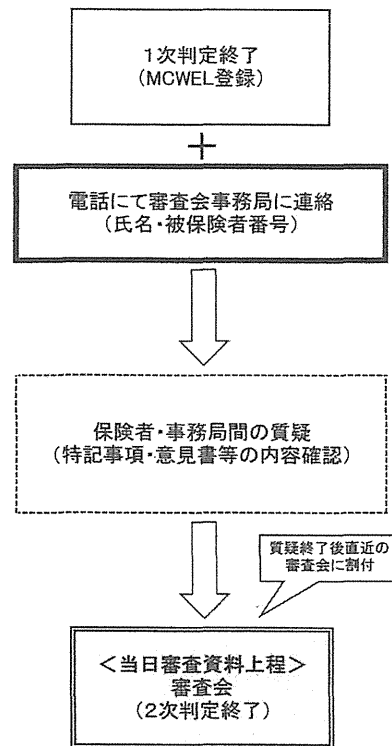 1次判定終了
(MCWEL登録)
+
電話にて審査会事務局に連絡
(氏名・被保険者番号)
保険者・事務局間の質疑
(特記事項・意見書等の内容確認)
質疑終了後直近の
審査会に割付
<当日審査資料上程>
審査会
(2次判定終了)